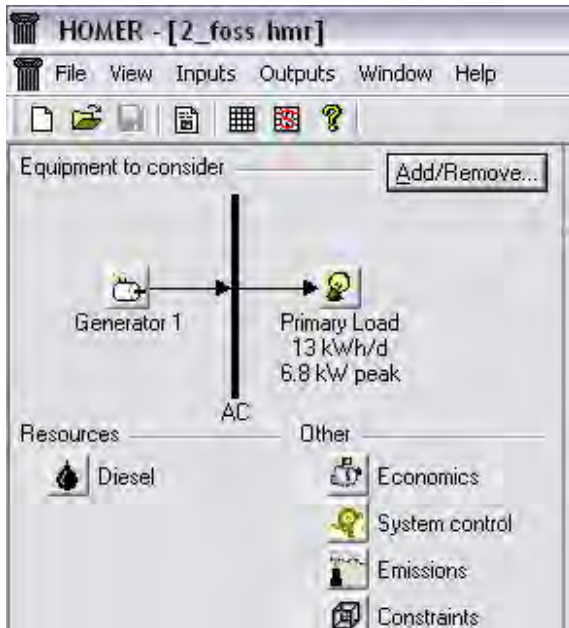 HOMER - [2_foss.hmr]
File View Inputs Outputs Window Help
Equipment to consider
Add/Remove...
Generator 1
Primary Load
13 kWh/d
6.8 kW peak
AC
Resources
Diesel
Other
Economics
System control
Emissions
Constraints